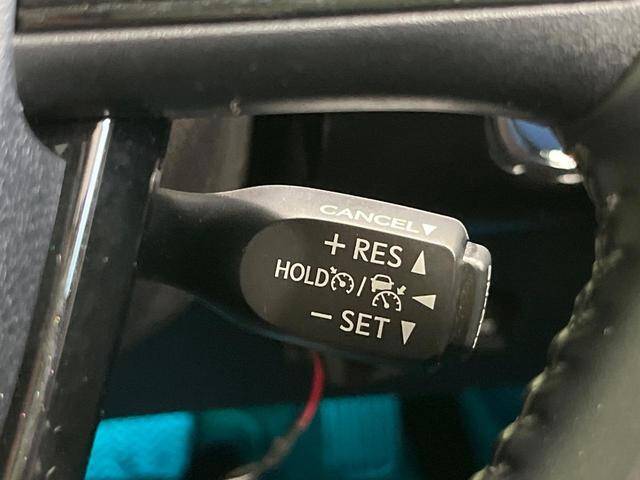 CANCEL▼
+ RES ▲
HOLD / ◀
− SET ▼